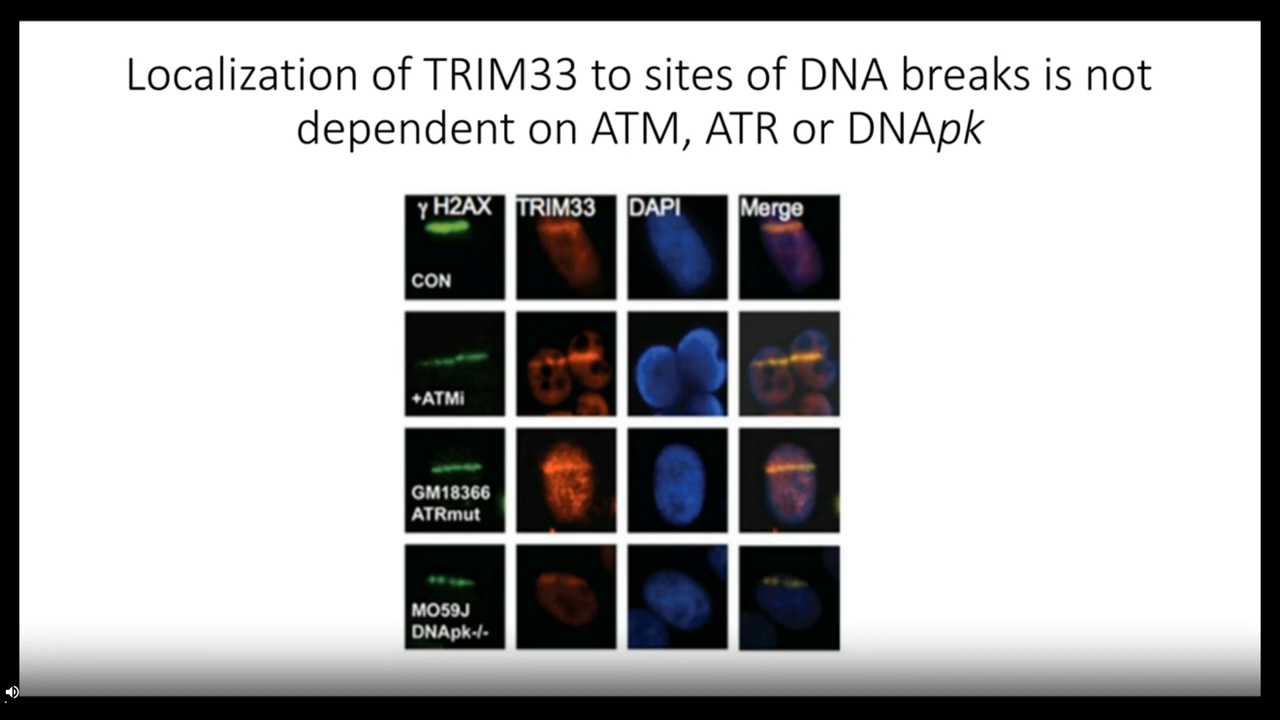 Localization of TRIM33 to sites of DNA breaks is not
dependent on ATM, ATR or DNApk
γ H2AX TRIM33 DAPI Merge
CON
+ATMi
GM18366
ATRmut
MO59J
DNApk-/-